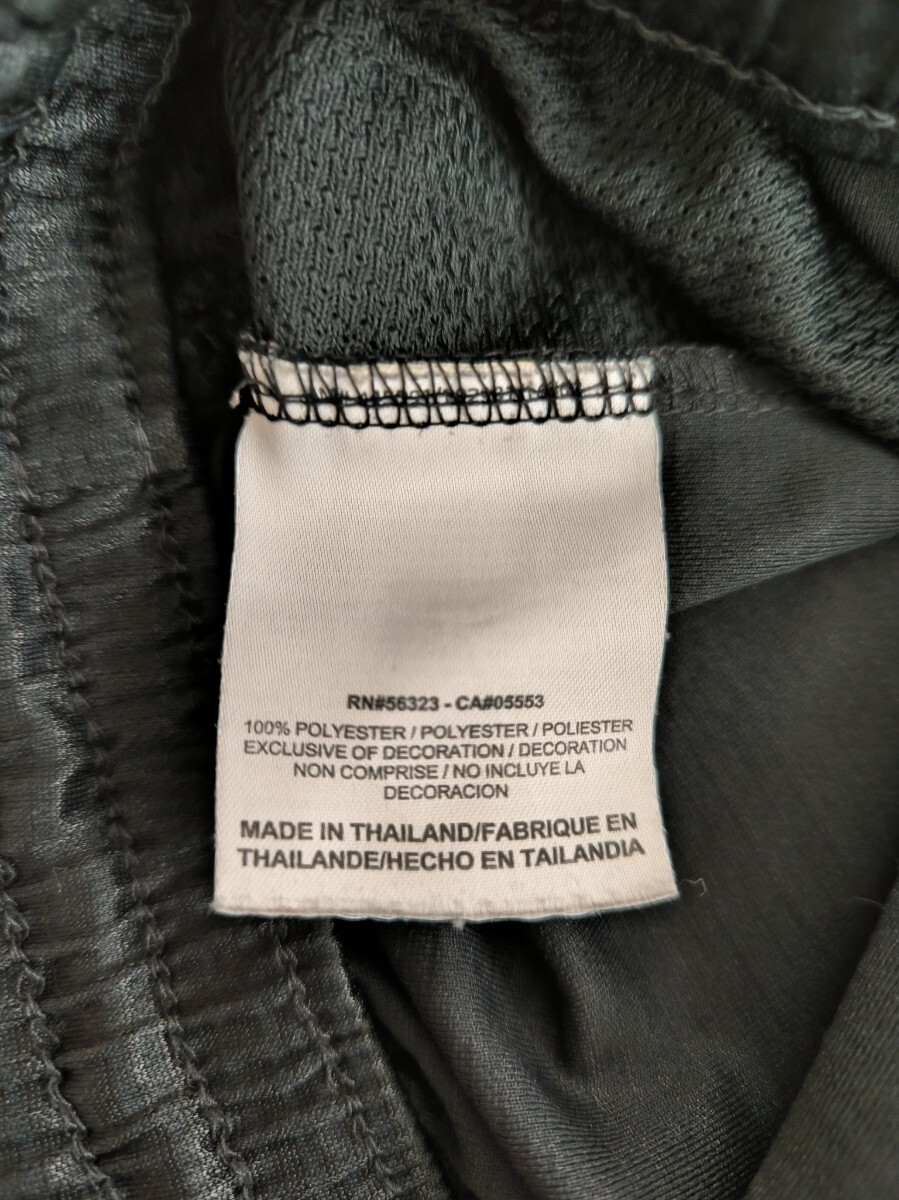 RN#56323 - CA#05553
100% POLYESTER / POLYESTER / POLIESTER
EXCLUSIVE OF DECORATION / DECORATION
NON COMPRISE / NO INCLUYE LA
DECORACION
MADE IN THAILAND/FABRIQUE EN
THAILANDE/HECHO EN TAILANDIA